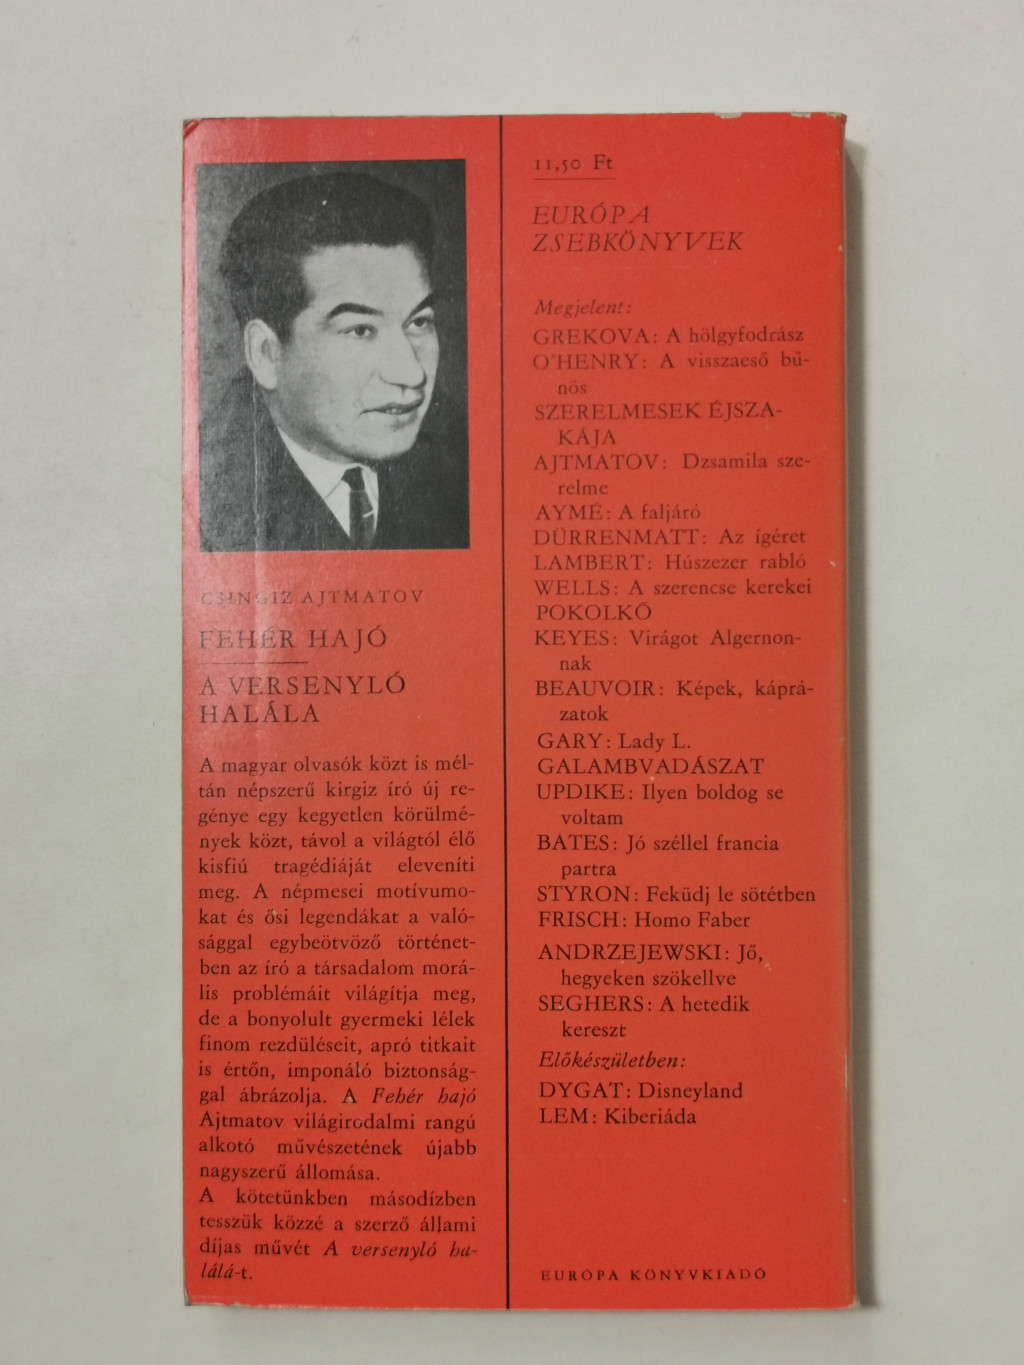 CSINGIZ AJTMATOV
FEHÉR HAJÓ
A VERSENYLÓ
HALÁLA
A magyar olvasók közt is mél-
tán népszerű kirgiz író új re-
génye egy kegyetlen körülmé-
nyek közt, távol a világtól élő
kisfiú tragédiáját eleveníti
meg. A népmesei motívumo-
kat és ősi legendákat a való-
sággal egybeötvöző történet-
ben az író a társadalom morá-
lis problémáit világítja meg,
de a bonyolult gyermeki lélek
finom rezdüléseit, apró titkait
is értőn, imponáló biztonság-
gal ábrázolja. A Fehér hajó
Ajtmatov világirodalmi rangú
alkotó művészetének újabb
nagyszerű állomása.
A kötetünkben másodízben
tesszük közzé a szerző állami
díjas művét A versenyló ha-
lálá-t.
11,50 Ft
EURÓPA
ZSEBKÖNYVEK
Megjelent:
GREKOVA: A hölgyfodrász
O'HENRY: A visszaeső bű-
nös
SZERELMESEK ÉJSZA-
KÁJA
AJTMATOV: Dzsamila sze-
relme
AYMÉ: A faljáró
DÜRRENMATT: Az ígéret
LAMBERT: Húszezer rabló
WELLS: A szerencse kerekei
POKOLKŐ
KEYES: Virágot Algernon-
nak
BEAUVOIR: Képek, káprá-
zatok
GARY: Lady L.
GALAMBVADÁSZAT
UPDIKE: Ilyen boldog se
voltam
BATES: Jó széllel francia
partra
STYRON: Feküdj le sötétben
FRISCH: Homo Faber
ANDRZEJEWSKI: Jő,
hegyeken szökellve
SEGHERS: A hetedik
kereszt
Előkészületben:
DYGAT: Disneyland
LEM: Kiberiáda
EURÓPA KÖNYVKIADÓ